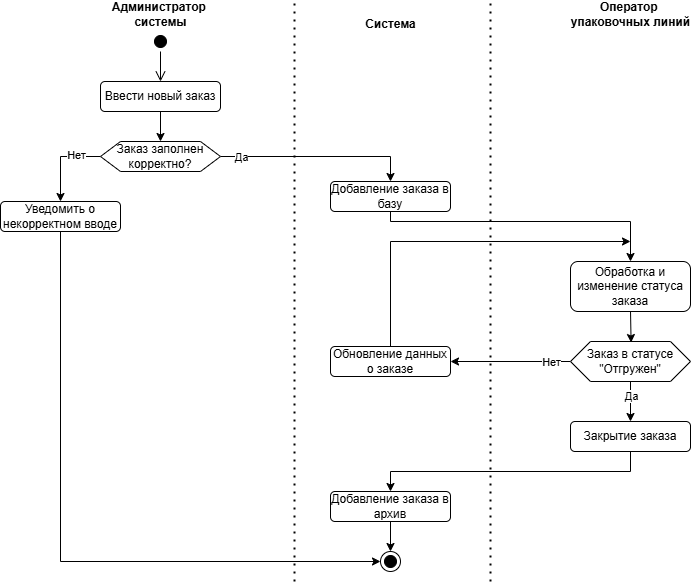 Администратор
системы
Система
Оператор
упаковочных линий
Ввести новый заказ
Заказ заполнен
корректно?
Нет
Да
Уведомить о
некорректном вводе
Добавление заказа в
базу
Обработка и
изменение статуса
заказа
Обновление данных
о заказе
Нет
Заказ в статусе
"Отгружен"
Да
Закрытие заказа
Добавление заказа в
архив